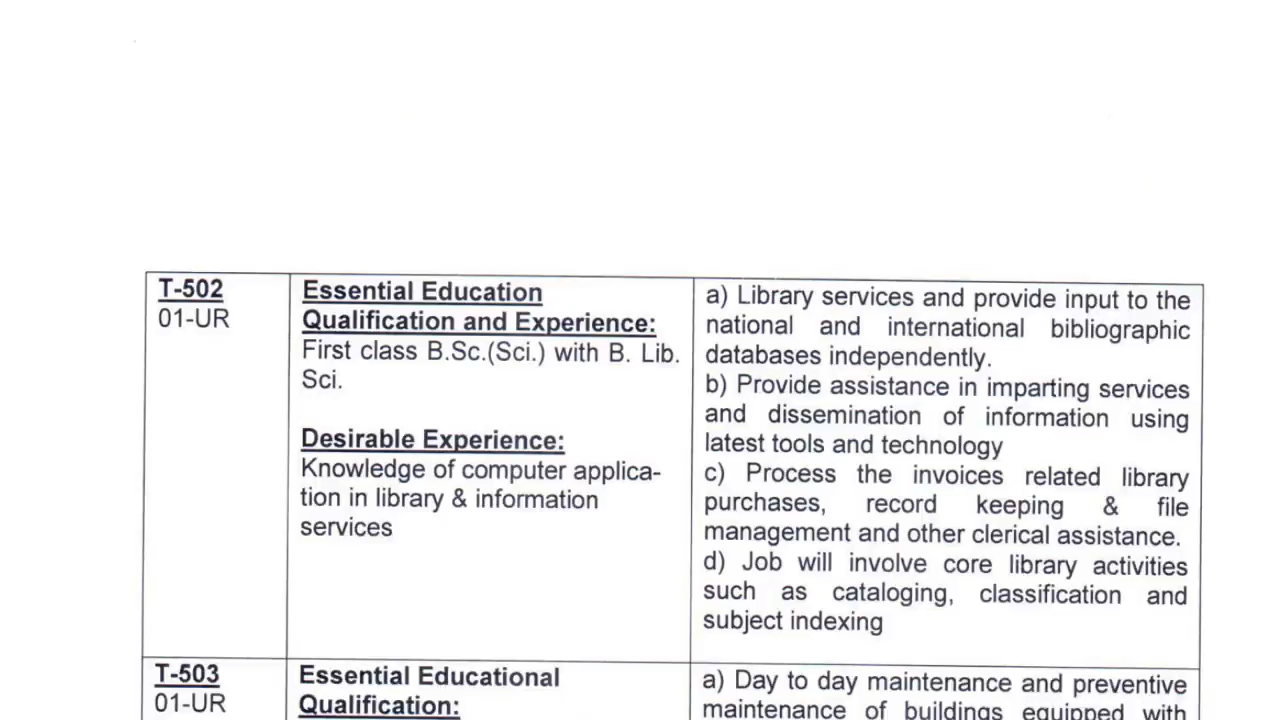 T-502
01-UR
Essential Education
Qualification and Experience:
First class B.Sc.(Sci.) with B. Lib.
Sci.
Desirable Experience:
Knowledge of computer applica-
tion in library & information
services
a) Library services and provide input to the
national and international bibliographic
databases independently.
b) Provide assistance in imparting services
and dissemination of information using
latest tools and technology
c) Process the invoices related library
purchases, record keeping & file
management and other clerical assistance.
d) Job will involve core library activities
such as cataloging, classification and
subject indexing
T-503
01-UR
Essential Educational
Qualification:
a) Day to day maintenance and preventive
maintenance of buildings equipped with